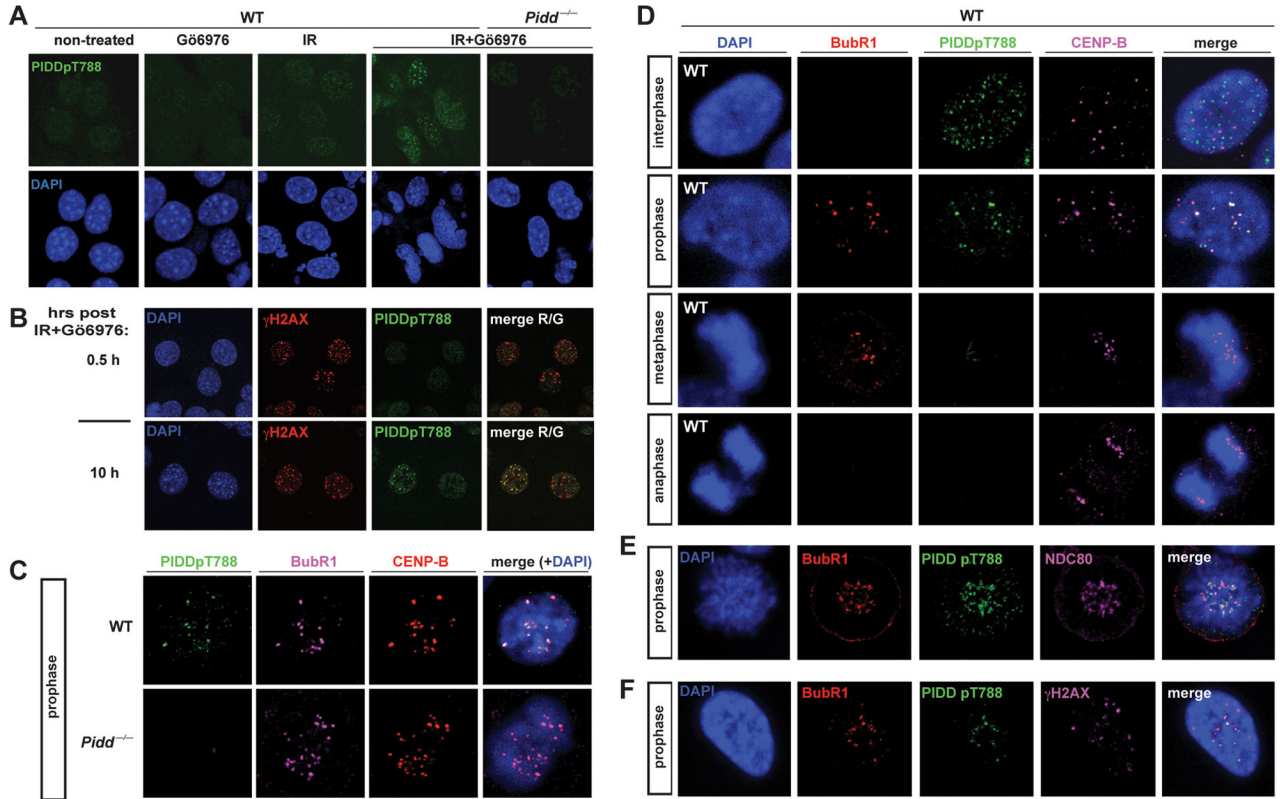 A
WT
Pidd—/—
non-treated
Gö6976
IR
IR+Gö6976
PIDDpT788
DAPI
B
hrs post
IR+Gö6976:
DAPI
γH2AX
PIDDpT788
merge R/G
0.5 h
DAPI
γH2AX
PIDDpT788
merge R/G
10 h
C
PIDDpT788
BubR1
CENP-B
merge (+DAPI)
prophase
WT
Pidd—/—
D
WT
DAPI
BubR1
PIDDpT788
CENP-B
merge
interphase
WT
prophase
WT
metaphase
WT
anaphase
WT
E
prophase
DAPI
BubR1
PIDD pT788
NDC80
merge
F
prophase
DAPI
BubR1
PIDD pT788
γH2AX
merge